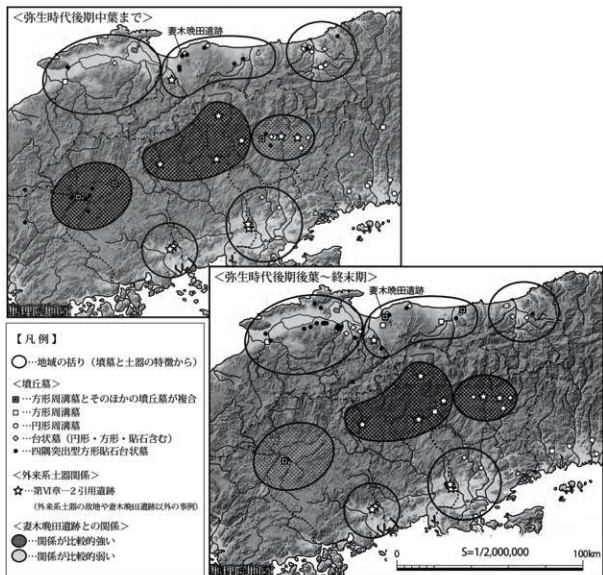 <弥生時代後期中葉まで>
妻木晩田遺跡
地理院地図
<弥生時代後期後葉～終末期>
妻木晩田遺跡
【凡例】
…地域の括り（墳墓と土器の特徴から）
<墳丘墓>
…方形周溝墓とそのほかの墳丘墓が複合
…方形周溝墓
…円形周溝墓
…台状墓（円形・方形・貼石含む）
…四隅突出型方形貼石台状墓
<外来系土器関係>
…第Ⅵ章―2引用遺跡
（外来系土器の故地や妻木晩田遺跡以外の事例）
<妻木晩田遺跡との関係>
…関係が比較的強い
…関係が比較的弱い
地理院地図
0 S=1/2,000,000 100km